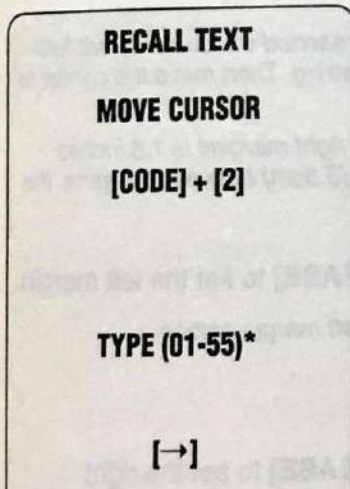 RECALL TEXT
MOVE CURSOR
[CODE] + [2]
TYPE (01-55)*
[→]